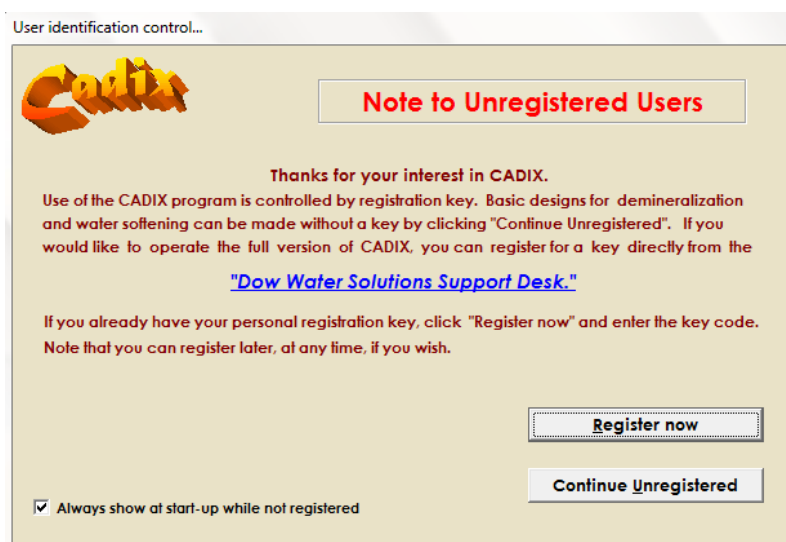 User identification control...
Cadix
Note to Unregistered Users
Thanks for your interest in CADIX.
Use of the CADIX program is controlled by registration key. Basic designs for demineralization
and water softening can be made without a key by clicking "Continue Unregistered". If you
would like to operate the full version of CADIX, you can register for a key directly from the
"Dow Water Solutions Support Desk."
If you already have your personal registration key, click "Register now" and enter the key code.
Note that you can register later, at any time, if you wish.
Register now
Continue Unregistered
Always show at start-up while not registered